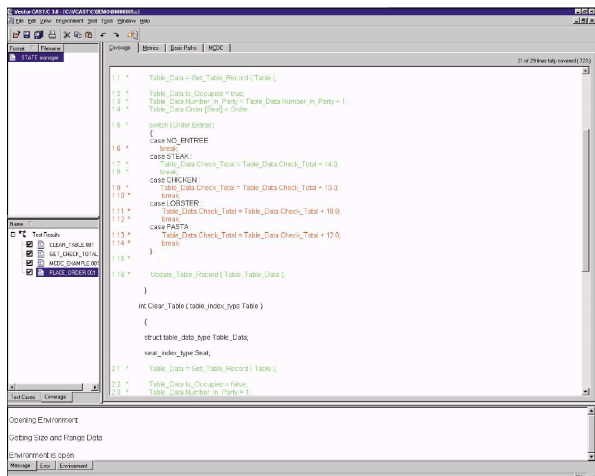 VectorCAST/C 3.0 - [C:\VCAST\C\DEMO\B0000005.c]
File Edit View Environment Test Tools Window Help
Format Filename
STATE manager
Coverage Metrics Basis Paths MCDC
21 of 29 lines fully covered (72%)
1 1 * Table_Data = Get_Table_Record ( Table );
1 2 * Table_Data.Is_Occupied = true;
1 3 * Table_Data.Number_In_Party = Table_Data.Number_In_Party + 1;
1 4 * Table_Data.Order [Seat] = Order;
1 5 * switch (Order.Entree)
{
case NO_ENTREE :
1 6 * break;
case STEAK :
1 7 * Table_Data.Check_Total = Table_Data.Check_Total + 14.0;
1 8 * break;
case CHICKEN :
1 9 * Table_Data.Check_Total = Table_Data.Check_Total + 10.0;
1 10 * break;
case LOBSTER :
1 11 * Table_Data.Check_Total = Table_Data.Check_Total + 18.0;
1 12 * break;
case PASTA :
1 13 * Table_Data.Check_Total = Table_Data.Check_Total + 12.0;
1 14 * break;
}
1 15 *
1 16 * Update_Table_Record ( Table, Table_Data );
}
int Clear_Table ( table_index_type Table )
{
struct table_data_type Table_Data;
seat_index_type Seat;
2 1 * Table_Data = Get_Table_Record ( Table );
2 2 * Table_Data.Is_Occupied = false;
2 3 * Table_Data.Number_In_Party = 1;
Name
Test Results
CLEAR_TABLE.001
GET_CHECK_TOTAL
MCDC_EXAMPLE.001
PLACE_ORDER.001
Test Cases Coverage
Opening Environment
Getting Size and Range Data
Environment is open
Message Error Environment